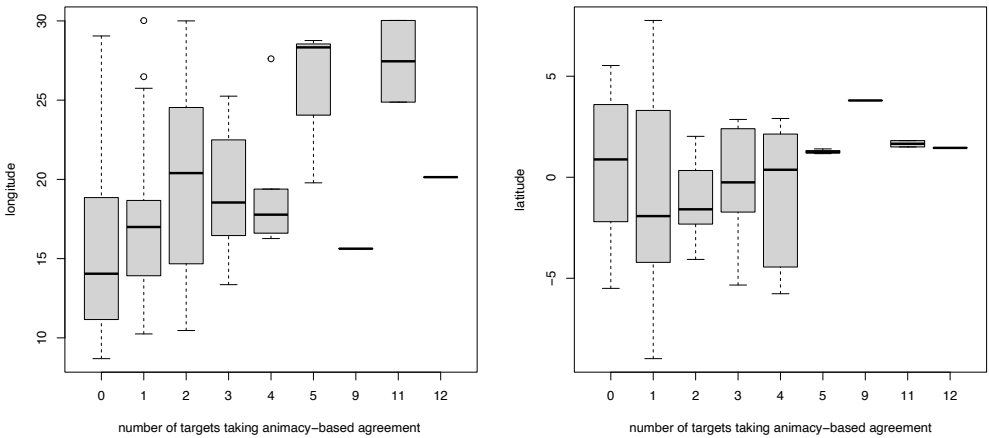 longitude
30
25
20
15
10
0 1 2 3 4 5 9 11 12
number of targets taking animacy−based agreement
latitude
5
0
−5
0 1 2 3 4 5 9 11 12
number of targets taking animacy−based agreement